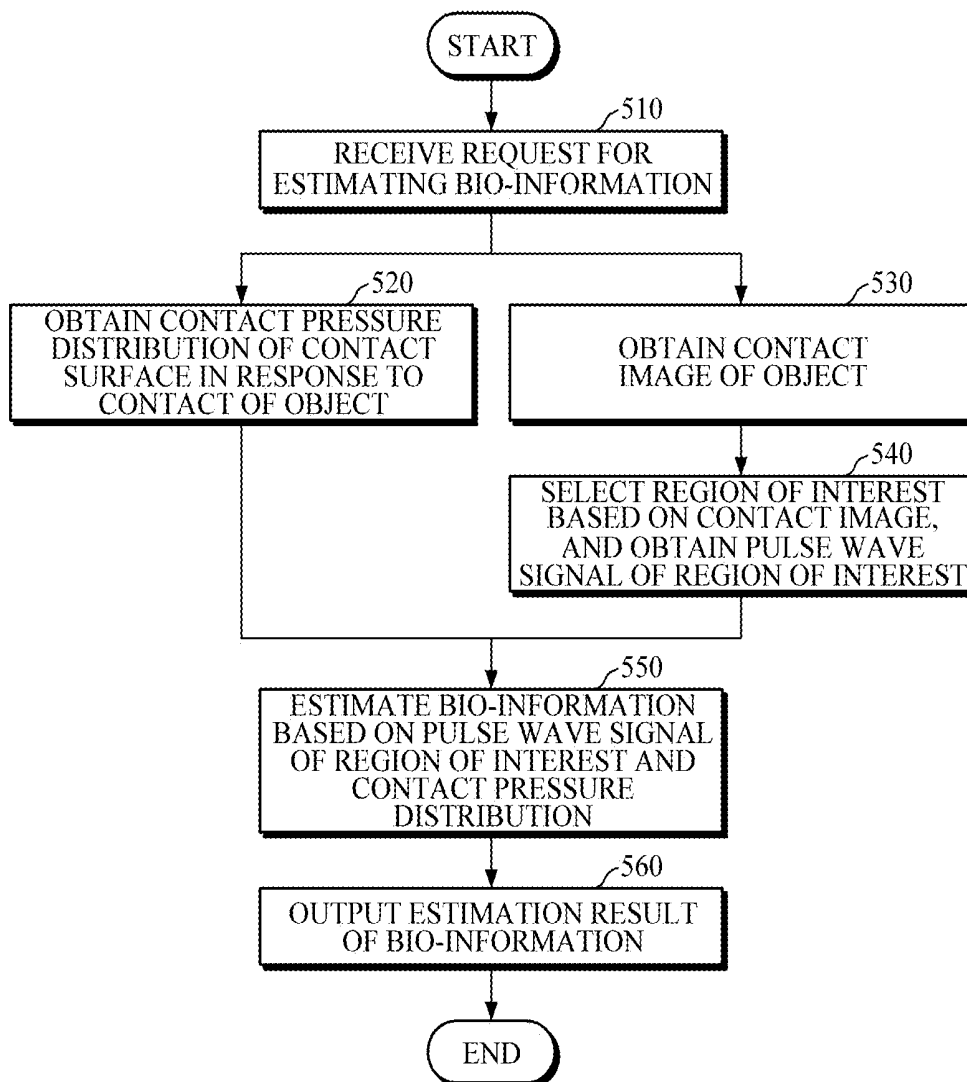 START
510
RECEIVE REQUEST FOR
ESTIMATING BIO-INFORMATION
520
OBTAIN CONTACT PRESSURE
DISTRIBUTION OF CONTACT
SURFACE IN RESPONSE TO
CONTACT OF OBJECT
530
OBTAIN CONTACT
IMAGE OF OBJECT
540
SELECT REGION OF INTEREST
BASED ON CONTACT IMAGE,
AND OBTAIN PULSE WAVE
SIGNAL OF REGION OF INTEREST
550
ESTIMATE BIO-INFORMATION
BASED ON PULSE WAVE SIGNAL
OF REGION OF INTEREST AND
CONTACT PRESSURE
DISTRIBUTION
560
OUTPUT ESTIMATION RESULT
OF BIO-INFORMATION
END